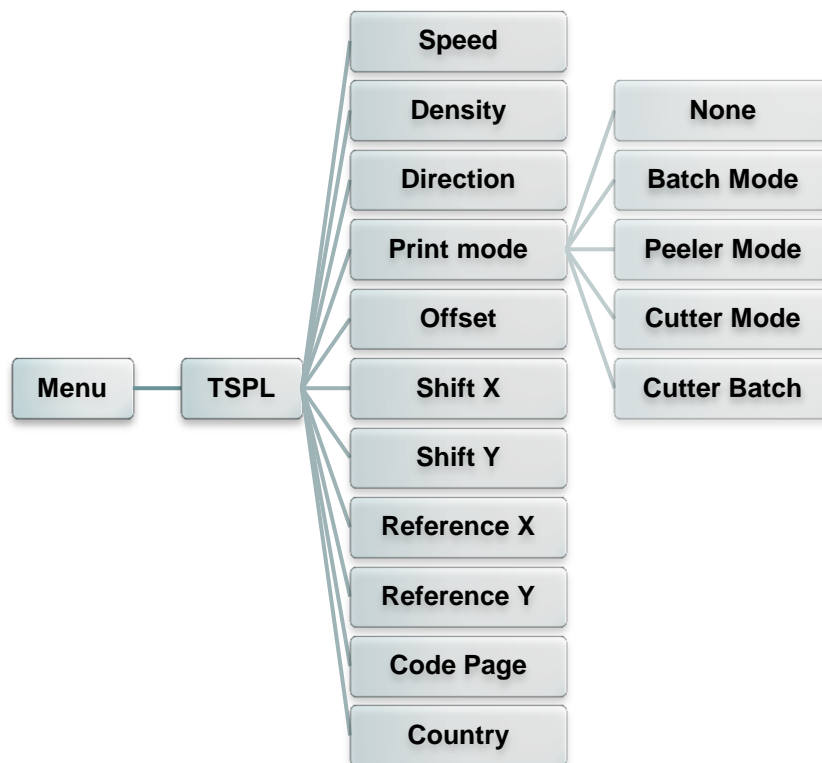 Menu
TSPL
Speed
Density
Direction
Print mode
Offset
Shift X
Shift Y
Reference X
Reference Y
Code Page
Country
None
Batch Mode
Peeler Mode
Cutter Mode
Cutter Batch